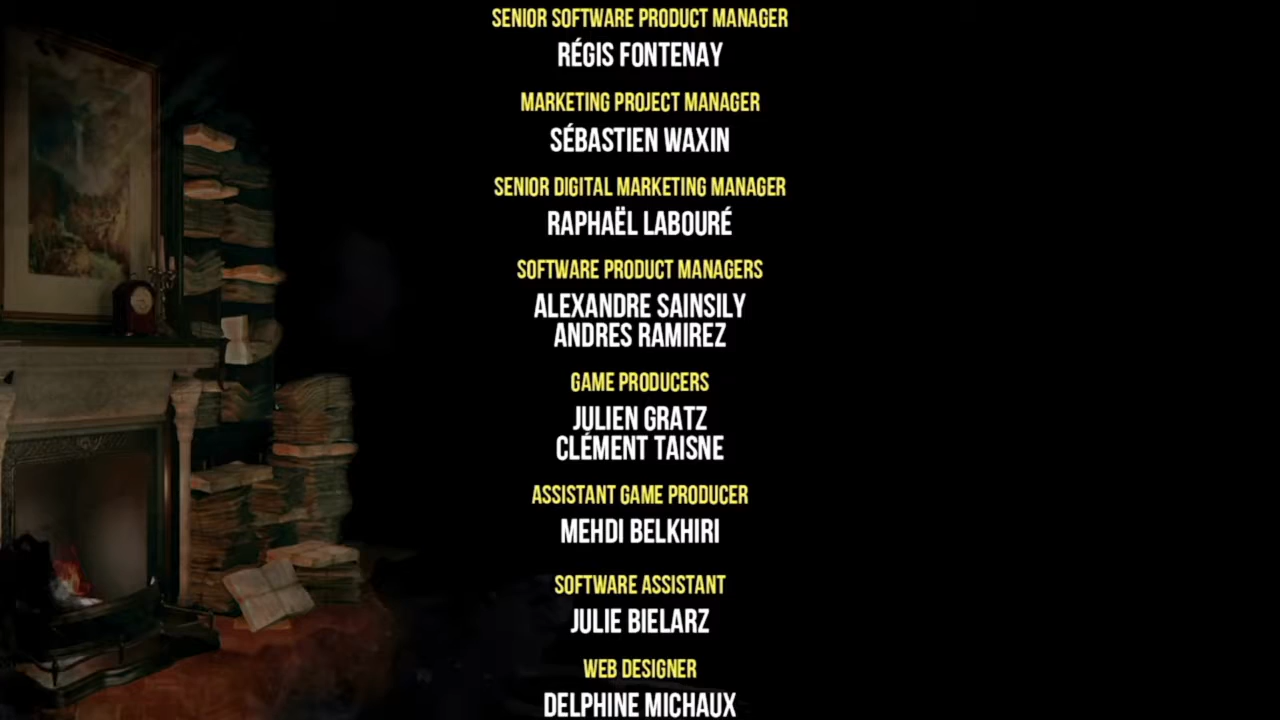 SENIOR SOFTWARE PRODUCT MANAGER
RÉGIS FONTENAY
MARKETING PROJECT MANAGER
SÉBASTIEN WAXIN
SENIOR DIGITAL MARKETING MANAGER
RAPHAËL LABOURÉ
SOFTWARE PRODUCT MANAGERS
ALEXANDRE SAINSILY
ANDRES RAMIREZ
GAME PRODUCERS
JULIEN GRATZ
CLÉMENT TAISNE
ASSISTANT GAME PRODUCER
MEHDI BELKHIRI
SOFTWARE ASSISTANT
JULIE BIELARZ
WEB DESIGNER
DELPHINE MICHAUX